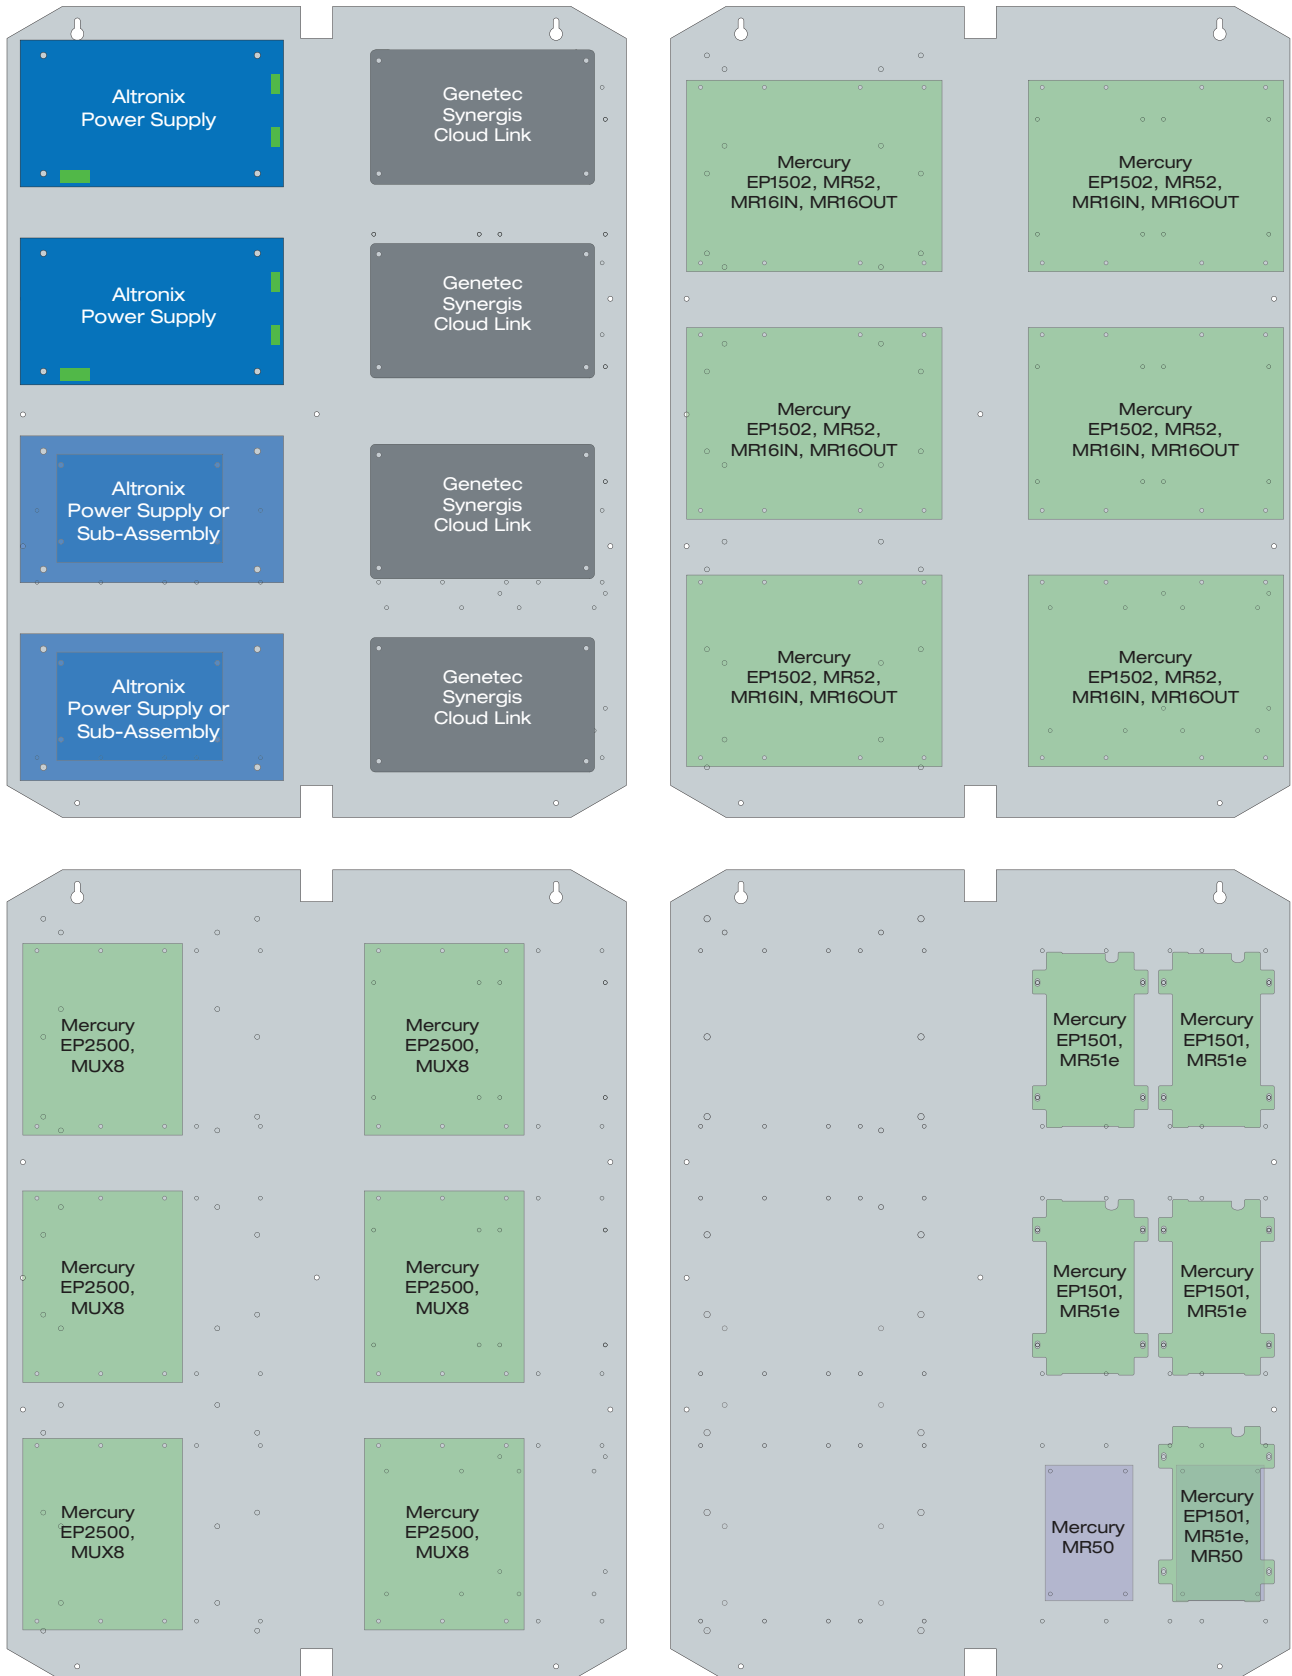 Altronix
Power Supply
Genetec
Synergis
Cloud Link
Altronix
Power Supply
Genetec
Synergis
Cloud Link
Altronix
Power Supply or
Sub-Assembly
Genetec
Synergis
Cloud Link
Altronix
Power Supply or
Sub-Assembly
Genetec
Synergis
Cloud Link
Mercury
EP1502, MR52,
MR16IN, MR16OUT
Mercury
EP1502, MR52,
MR16IN, MR16OUT
Mercury
EP1502, MR52,
MR16IN, MR16OUT
Mercury
EP1502, MR52,
MR16IN, MR16OUT
Mercury
EP1502, MR52,
MR16IN, MR16OUT
Mercury
EP1502, MR52,
MR16IN, MR16OUT
Mercury
EP2500,
MUX8
Mercury
EP2500,
MUX8
Mercury
EP2500,
MUX8
Mercury
EP2500,
MUX8
Mercury
EP2500,
MUX8
Mercury
EP2500,
MUX8
Mercury
EP1501,
MR51e
Mercury
EP1501,
MR51e
Mercury
EP1501,
MR51e
Mercury
EP1501,
MR51e
Mercury
MR50
Mercury
EP1501,
MR51e,
MR50